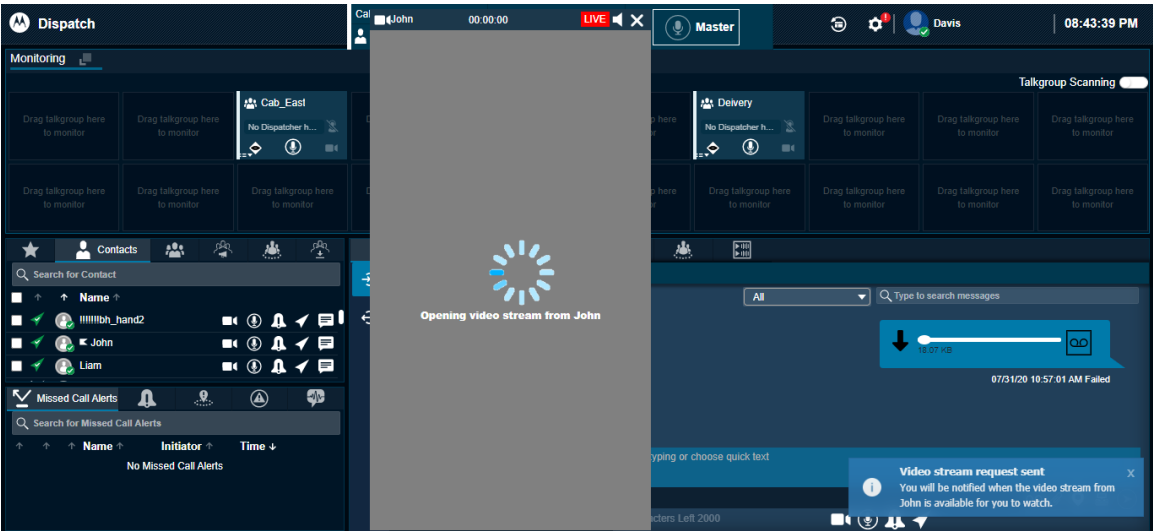 Dispatch
Cal
John 00:00:00 LIVE
Master
Davis
08:43:39 PM
Monitoring
Talkgroup Scanning
Drag talkgroup here
to monitor
Drag talkgroup here
to monitor
Cab_East
No Dispatcher h...
Deivery
No Dispatcher h...
Drag talkgroup here
to monitor
Drag talkgroup here
to monitor
Drag talkgroup here
to monitor
Drag talkgroup here
to monitor
Drag talkgroup here
to monitor
Drag talkgroup here
to monitor
Drag talkgroup here
to monitor
Drag talkgroup here
to monitor
Drag talkgroup here
to monitor
Drag talkgroup here
to monitor
Contacts
Search for Contact
Name
!!!!!!!bh_hand2
John
Liam
Missed Call Alerts
Search for Missed Call Alerts
Name Initiator Time
No Missed Call Alerts
Opening video stream from John
All
Type to search messages
18.07 KB
07/31/20 10:57:01 AM Failed
yping or choose quick text
Video stream request sent X
You will be notified when the video stream from
John is available for you to watch.
acters Left 2000